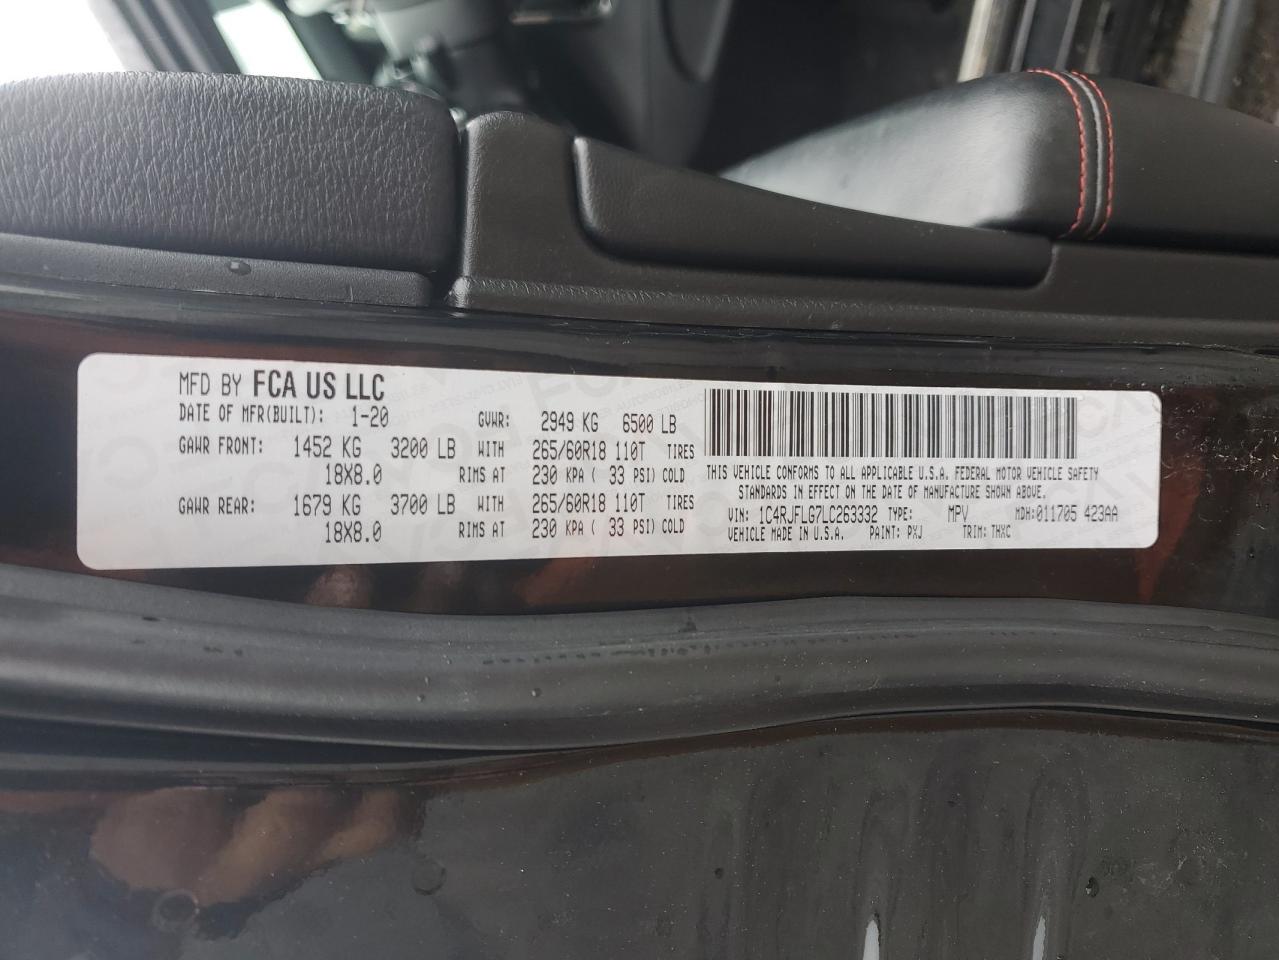 MFD BY FCA US LLC
DATE OF MFR(BUILT): 1-20 GVWR: 2949 KG 6500 LB
GAWR FRONT: 1452 KG 3200 LB WITH 265/60R18 110T TIRES
18X8.0 RIMS AT 230 KPA ( 33 PSI) COLD
GAWR REAR: 1679 KG 3700 LB WITH 265/60R18 110T TIRES
18X8.0 RIMS AT 230 KPA ( 33 PSI) COLD
THIS VEHICLE CONFORMS TO ALL APPLICABLE U.S.A. FEDERAL MOTOR VEHICLE SAFETY
STANDARDS IN EFFECT ON THE DATE OF MANUFACTURE SHOWN ABOVE.
VIN: 1C4RJFLG7LC263332 TYPE: MPV MDH:011705 423AA
VEHICLE MADE IN U.S.A. PAINT: PXJ TRIM: THXC